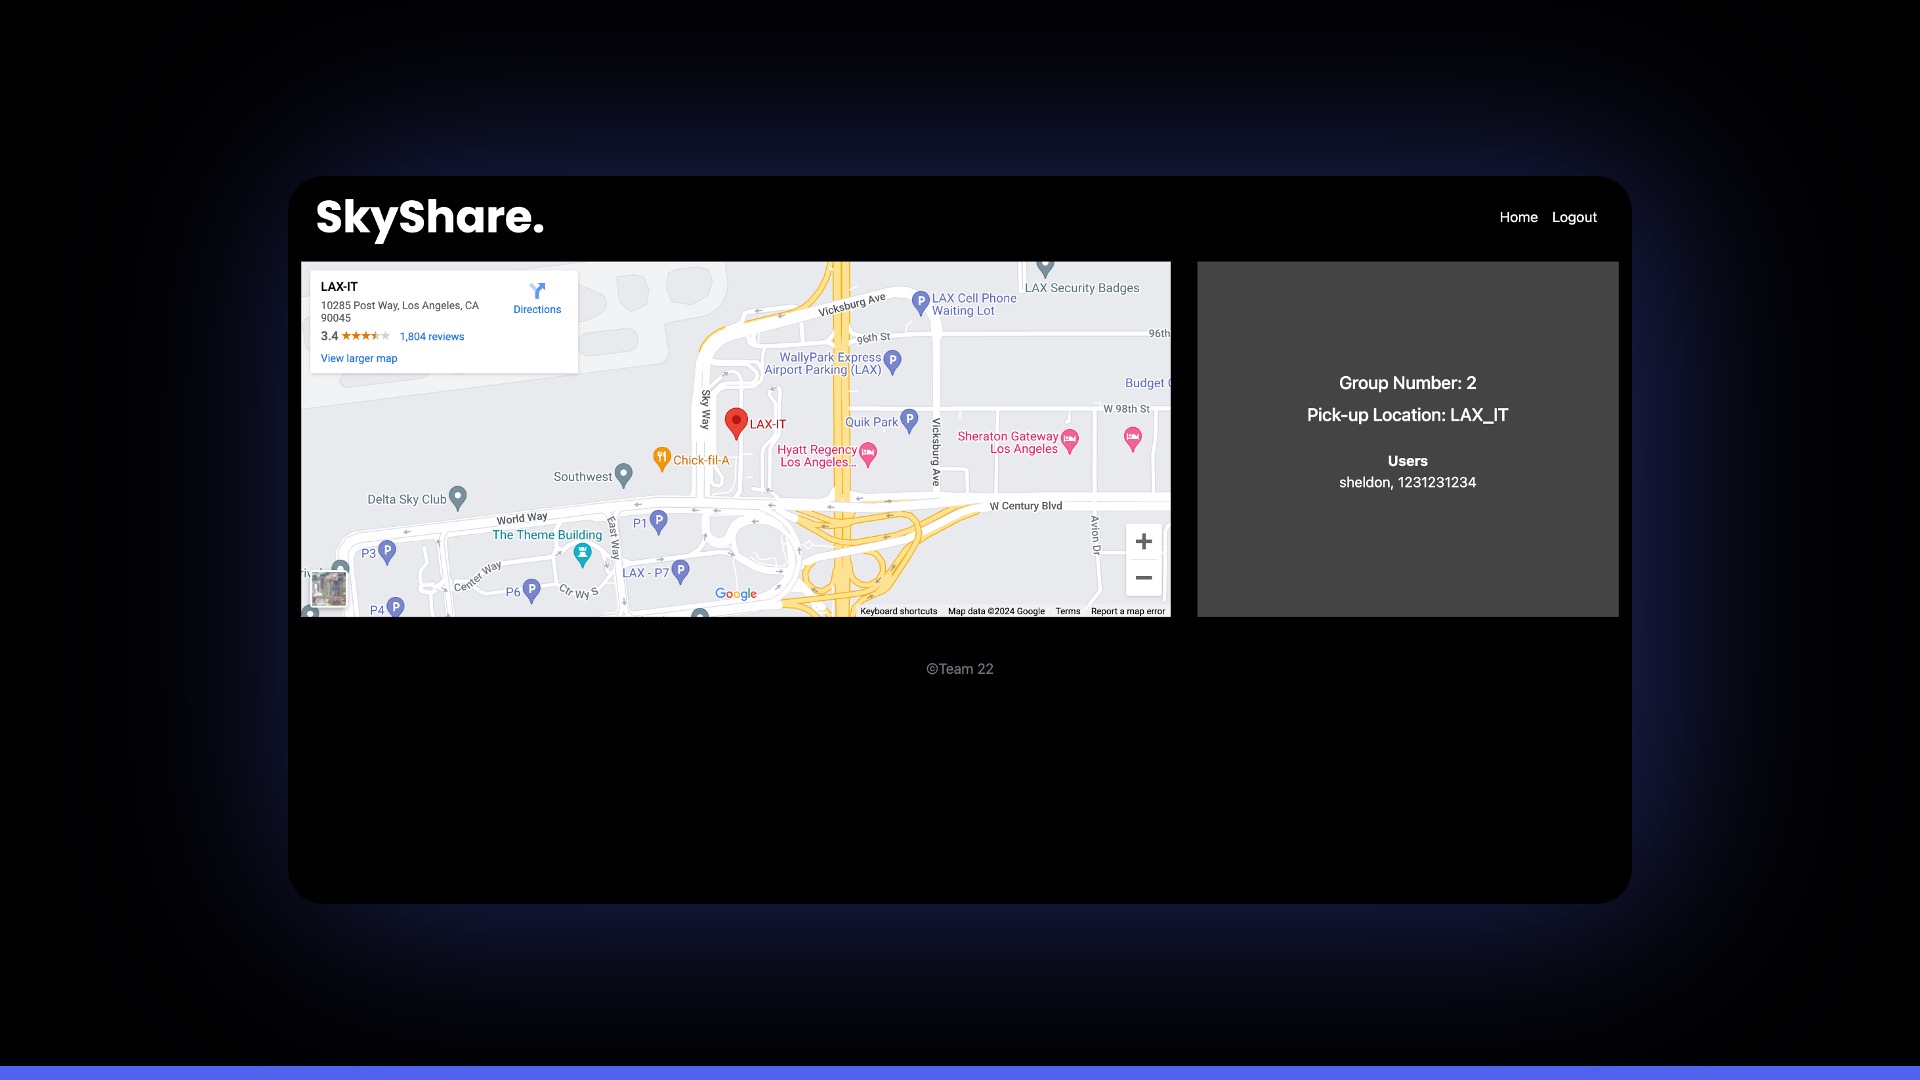 SkyShare.
Home Logout
LAX-IT
10285 Post Way, Los Angeles, CA
90045
3.4
1,804 reviews
View larger map
Directions
LAX Security Badges
Vicksburg Ave
LAX Cell Phone
Waiting Lot
96th St
96th
WallyPark Express
Airport Parking (LAX)
Budget
Sky Way
W 98th St
LAX-IT
Quik Park
Vicksburg Ave
Sheraton Gateway
Los Angeles
Hyatt Regency
Los Angeles...
Chick-fil-A
Southwest
Delta Sky Club
W Century Blvd
World Way
East Way
P1
The Theme Building
Avion Dr
P3
Center Way
LAX - P7
P6
Ctr Wy S
P4
Google
Keyboard shortcuts Map data ©2024 Google Terms Report a map error
Group Number: 2
Pick-up Location: LAX_IT
Users
sheldon, 1231231234
©Team 22